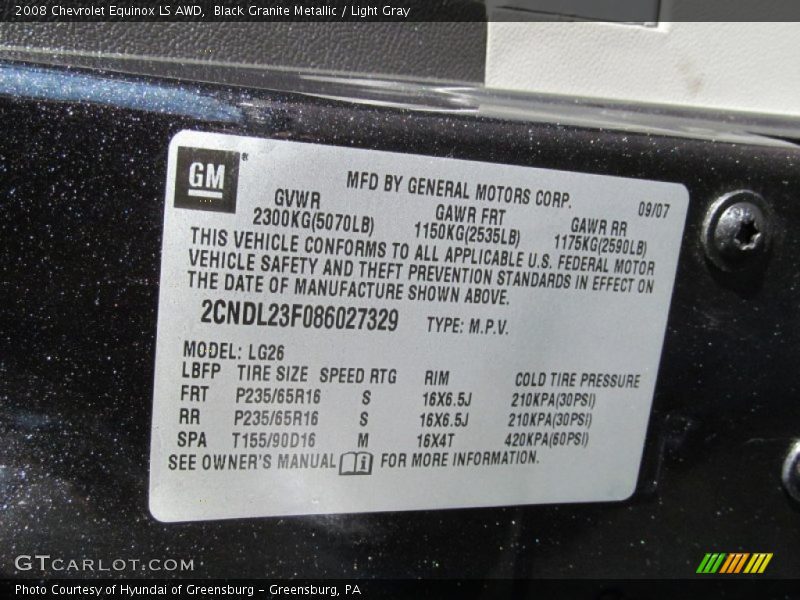 2008 Chevrolet Equinox LS AWD, Black Granite Metallic / Light Gray
GM®
MFD BY GENERAL MOTORS CORP.
09/07
GVWR GAWR FRT GAWR RR
2300KG(5070LB) 1150KG(2535LB) 1175KG(2590LB)
THIS VEHICLE CONFORMS TO ALL APPLICABLE U.S. FEDERAL MOTOR
VEHICLE SAFETY AND THEFT PREVENTION STANDARDS IN EFFECT ON
THE DATE OF MANUFACTURE SHOWN ABOVE.
2CNDL23F086027329 TYPE: M.P.V.
MODEL: LG26
LBFP TIRE SIZE SPEED RTG RIM COLD TIRE PRESSURE
FRT P235/65R16 S 16X6.5J 210KPA(30PSI)
RR P235/65R16 S 16X6.5J 210KPA(30PSI)
SPA T155/90D16 M 16X4T 420KPA(60PSI)
SEE OWNER'S MANUAL i FOR MORE INFORMATION.
GTCARLOT.COM
Photo Courtesy of Hyundai of Greensburg – Greensburg, PA